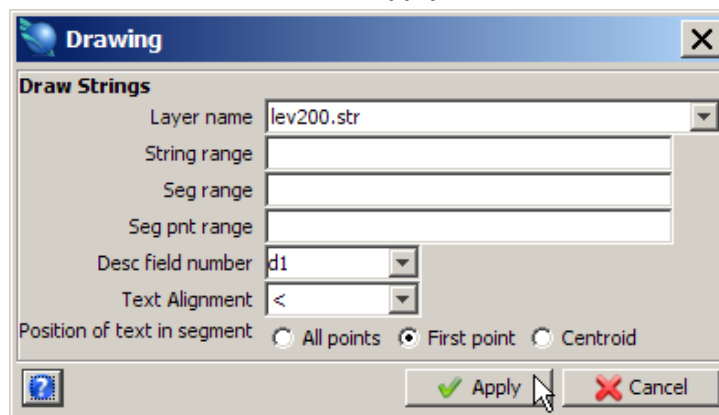 Drawing
Draw Strings
Layer name lev200.str
String range
Seg range
Seg pnt range
Desc field number d1
Text Alignment <
Position of text in segment All points First point Centroid
? Apply Cancel